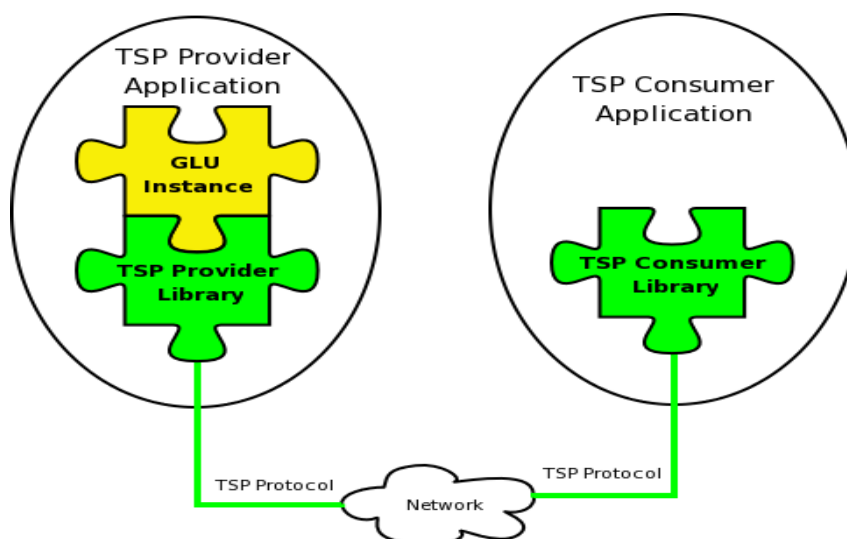 TSP Provider
Application
GLU
Instance
TSP Provider
Library
TSP Consumer
Application
TSP Consumer
Library
TSP Protocol
Network
TSP Protocol